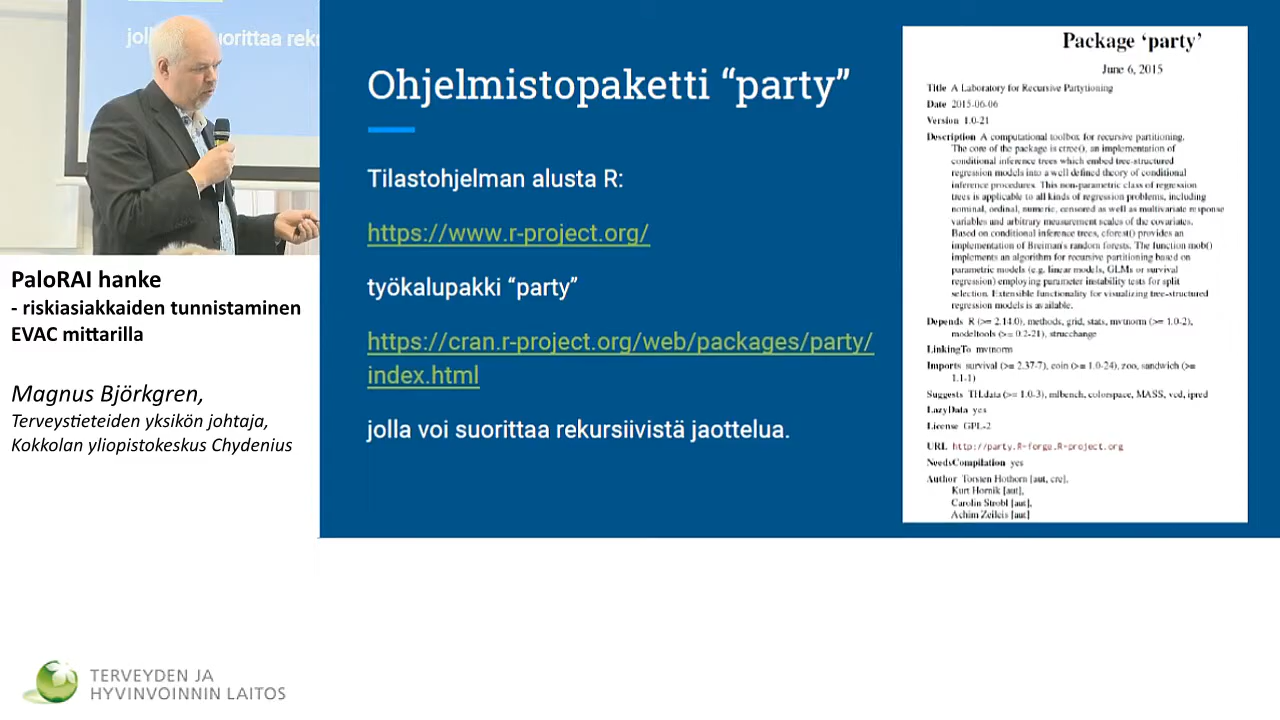 jol
uorittaa reku
PaloRAI hanke
- riskiasiakkaiden tunnistaminen
EVAC mittarilla
Magnus Björkgren,
Terveystieteiden yksikön johtaja,
Kokkolan yliopistokeskus Chydenius
TERVEYDEN JA
HYVINVOINNIN LAITOS
Ohjelmistopaketti “party”
Tilastohjelman alusta R:
https://www.r-project.org/
työkalupakki “party”
https://cran.r-project.org/web/packages/party/
index.html
jolla voi suorittaa rekursiivistä jaottelua.
Package ‘party’
June 6, 2015
Title A Laboratory for Recursive Partytioning
Date 2015-06-06
Version 1.0-21
Description A computational toolbox for recursive partitioning.
The core of the package is ctree(), an implementation of
conditional inference trees which embed tree-structured
regression models into a well defined theory of conditional
inference procedures. This non-parametric class of regression
trees is applicable to all kinds of regression problems, including
nominal, ordinal, numeric, censored as well as multivariate response
variables and arbitrary measurement scales of the covariates.
Based on conditional inference trees, cforest() provides an
implementation of Breiman's random forests. The function mob()
implements an algorithm for recursive partitioning based on
parametric models (e.g. linear models, GLMs or survival
regression) employing parameter instability tests for split
selection. Extensible functionality for visualizing tree-structured
regression models is available.
Depends R (>= 2.14.0), methods, grid, stats, mvtnorm (>= 1.0-2),
modeltools (>= 0.2-21), strucchange
LinkingTo mvtnorm
Imports survival (>= 2.37-7), coin (>= 1.0-24), zoo, sandwich (>=
1.1-1)
Suggests TH.data (>= 1.0-3), mlbench, colorspace, MASS, vcd, ipred
LazyData yes
License GPL-2
URL http://party.R-forge.R-project.org
NeedsCompilation yes
Author Torsten Hothorn [aut, cre],
Kurt Hornik [aut],
Carolin Strobl [aut],
Achim Zeileis [aut]